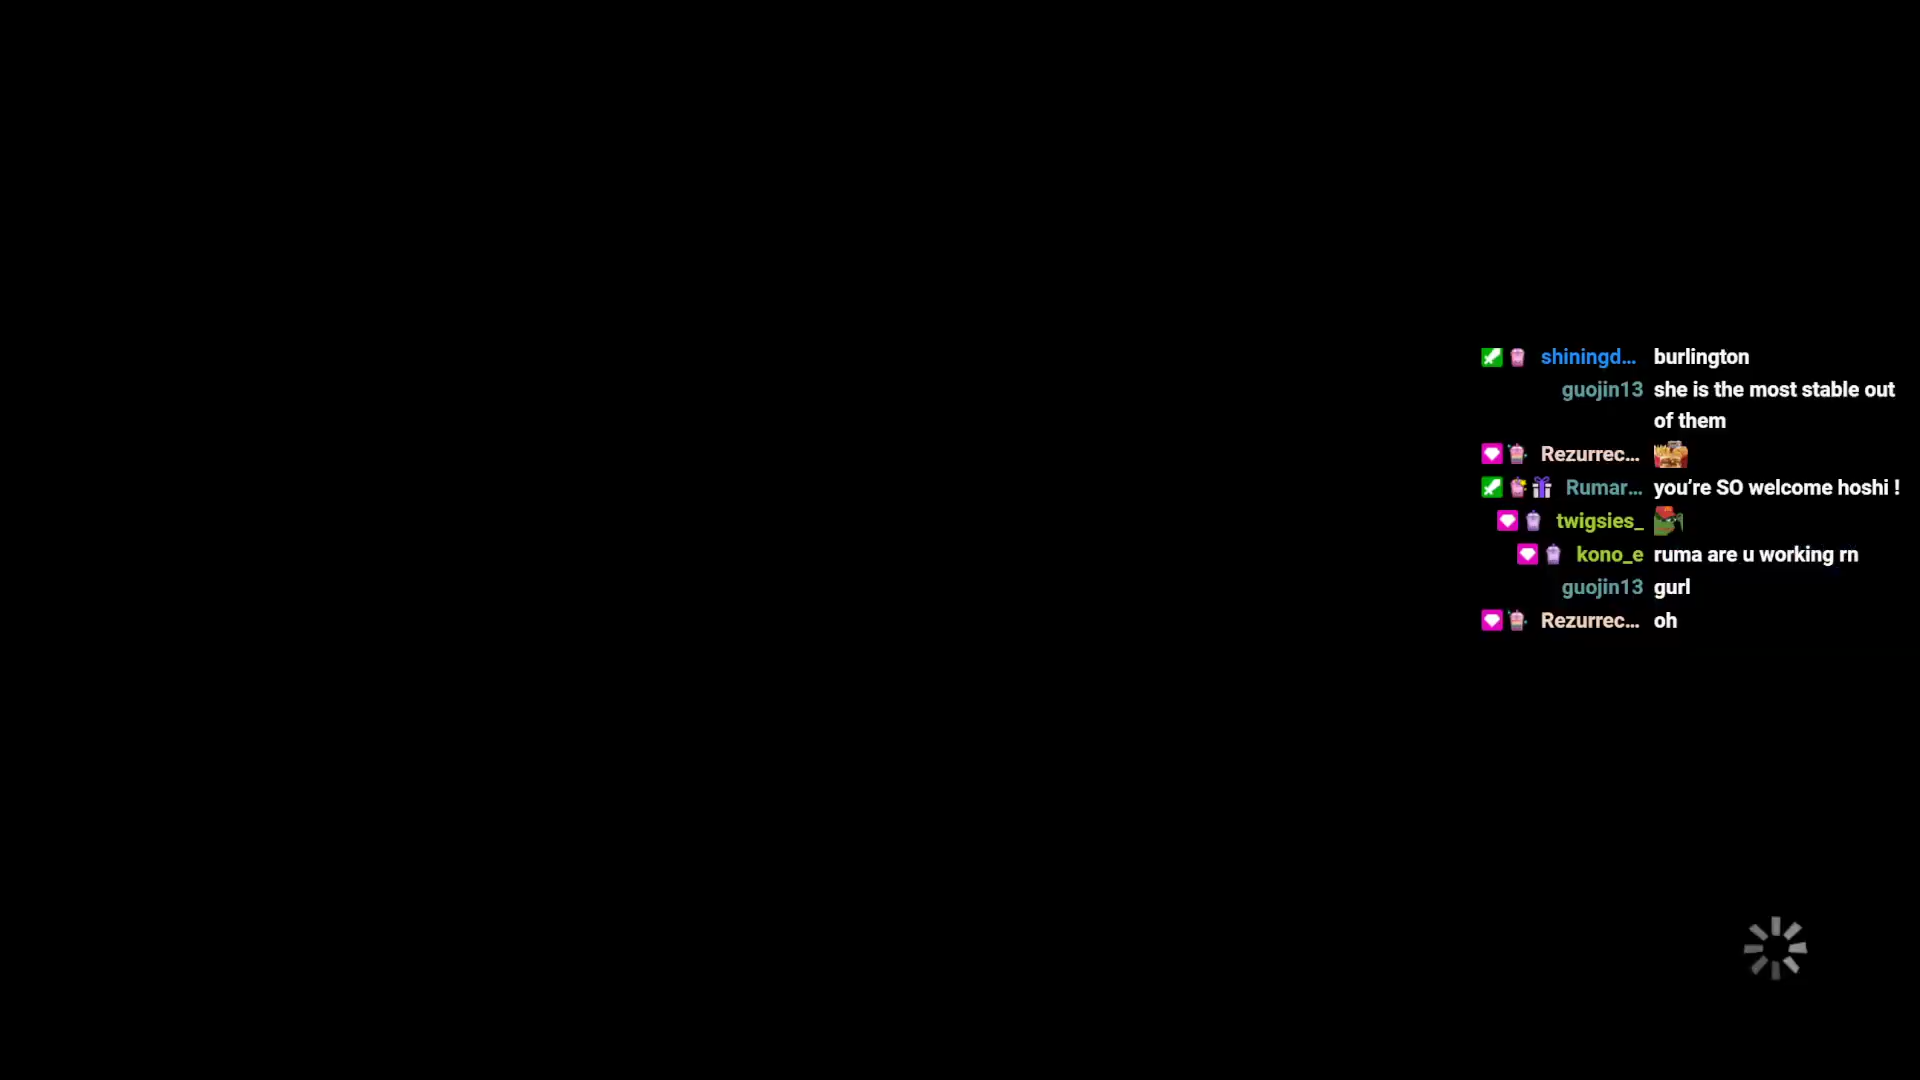 shiningd... burlington
guojin13 she is the most stable out
of them
Rezurrec...
Rumar... you're SO welcome hoshi !
twigsies_
kono_e ruma are u working rn
guojin13 gurl
Rezurrec... oh